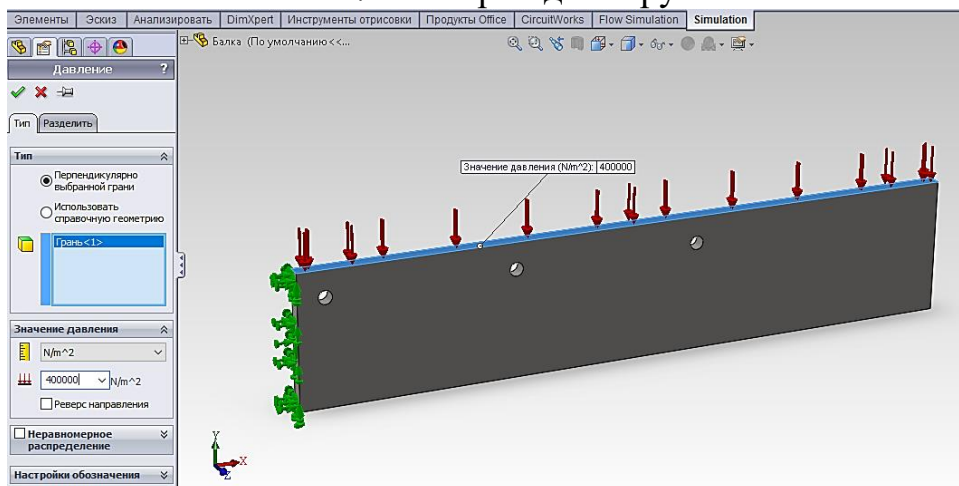 Элементы Эскиз Анализировать DimXpert Инструменты отрисовки Продукты Office CircuitWorks Flow Simulation Simulation
Балка (По умолчанию<<...
Давление ?
Тип Разделить
Тип
Перпендикулярно
выбранной грани
Использовать
справочную геометрию
Грань<1>
Значение давления
N/m^2
400000 N/m^2
Реверс направления
Неравномерное
распределение
Настройки обозначения
Значение давления (N/m^2): 400000
Y
X
Z